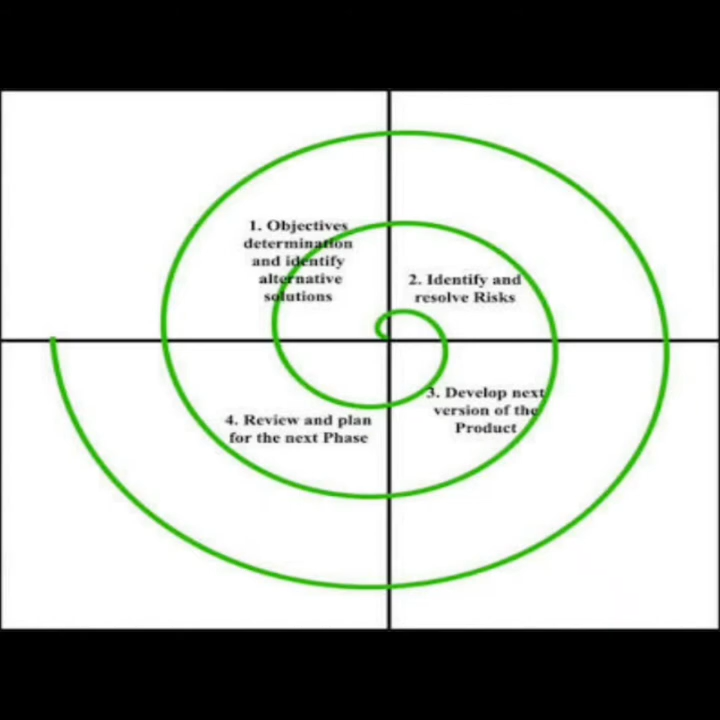 1. Objectives
determination
and identify
alternative
solutions
2. Identify and
resolve Risks
3. Develop next
version of the
Product
4. Review and plan
for the next Phase